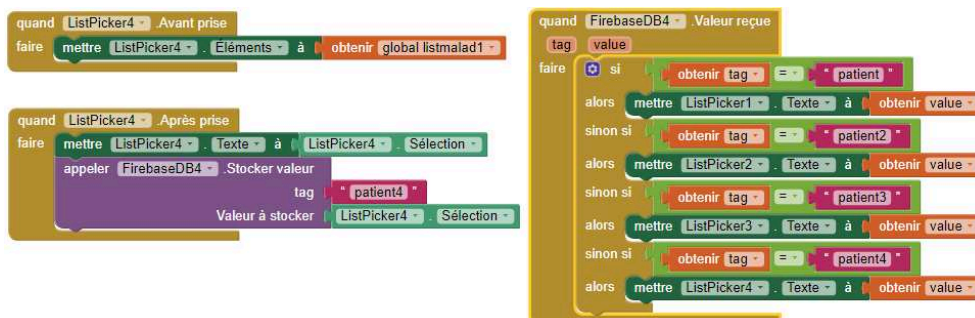 quand ListPicker4 .Avant prise
faire mettre ListPicker4 . Éléments à obtenir global listmalad1
quand ListPicker4 .Après prise
faire mettre ListPicker4 . Texte à ListPicker4 . Sélection
appeler FirebaseDB4 .Stocker valeur
tag " patient4 "
Valeur à stocker ListPicker4 . Sélection
quand FirebaseDB4 .Valeur reçue
tag value
faire si obtenir tag = " patient "
alors mettre ListPicker1 . Texte à obtenir value
sinon si obtenir tag = " patient2 "
alors mettre ListPicker2 . Texte à obtenir value
sinon si obtenir tag = " patient3 "
alors mettre ListPicker3 . Texte à obtenir value
sinon si obtenir tag = " patient4 "
alors mettre ListPicker4 . Texte à obtenir value